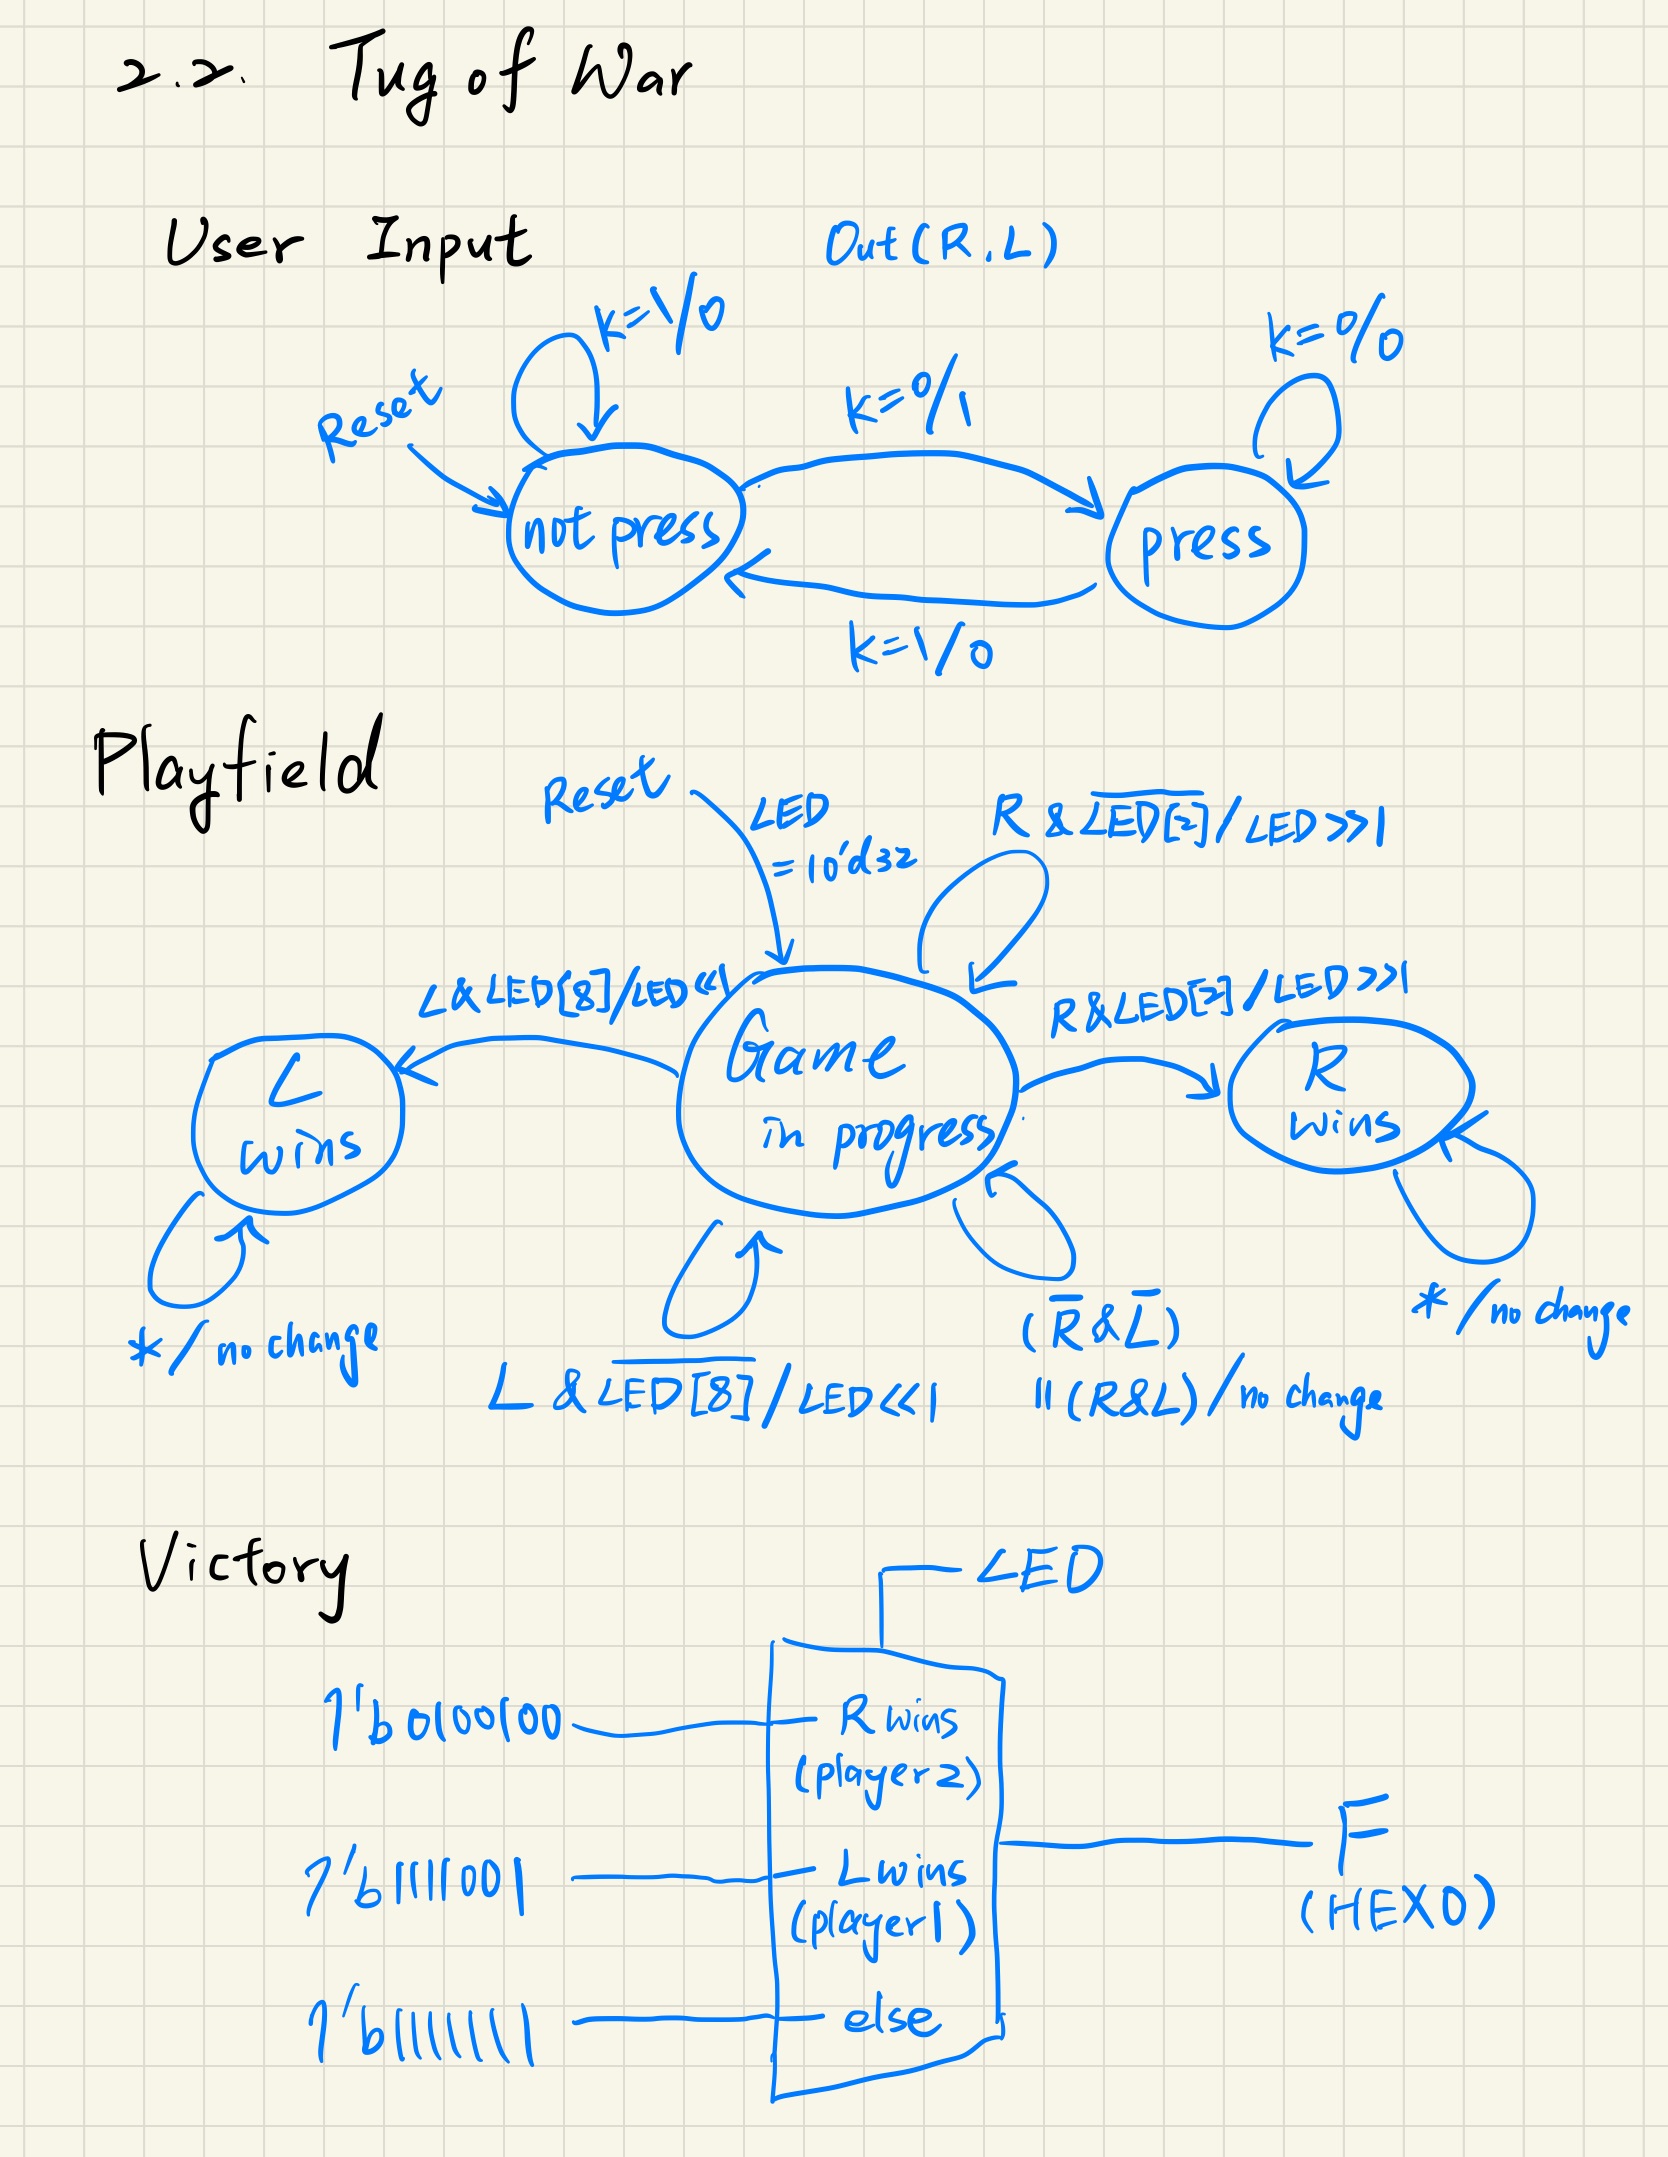 2.2. Tug of War
User Input
Out(R,L)
k=1/0
k=0/0
Reset
k=0/1
not press
press
k=1/0
Playfield
Reset
LED
=10'd32
R & \overline{LED[2]}/LED>>1
L&LED[8]/LED<<1
R&LED[2]/LED>>1
Game
in progress
L
wins
R
wins
*/no change
(\overline{R}&\overline{L})
||(R&L)/no change
*/no change
L & \overline{LED[8]}/LED<<1
Victory
LED
7'b0100100
R wins
(player2)
F
(HEX0)
7'b1111001
L wins
(player1)
7'b1111111
else